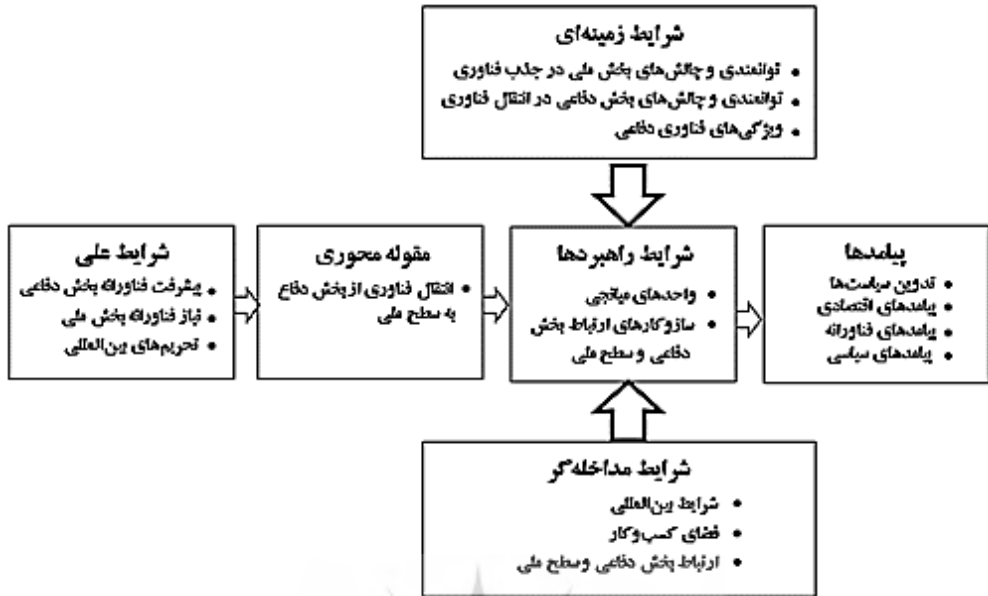 شرایط زمینه‌ای
• توانمندی و چالش‌های بخش ملی در جذب فناوری
• توانمندی و چالش‌های بخش دفاعی در انتقال فناوری
• ویژگی‌های فناوری دفاعی
شرایط علی
• پیشرفت فناورانه بخش دفاعی
• نیاز فناورانه بخش ملی
• تحریم‌های بین‌المللی
مقوله محوری
• انتقال فناوری از بخش دفاع
به سطح ملی
شرایط راهبردها
• واحدهای میانجی
• سازوکارهای ارتباط بخش
دفاعی و سطح ملی
پیامدها
• تدوین سیاست‌ها
• پیامدهای اقتصادی
• پیامدهای فناورانه
• پیامدهای سیاسی
شرایط مداخله‌گر
• شرایط بین‌المللی
• فضای کسب‌وکار
• ارتباط بخش دفاعی و سطح ملی